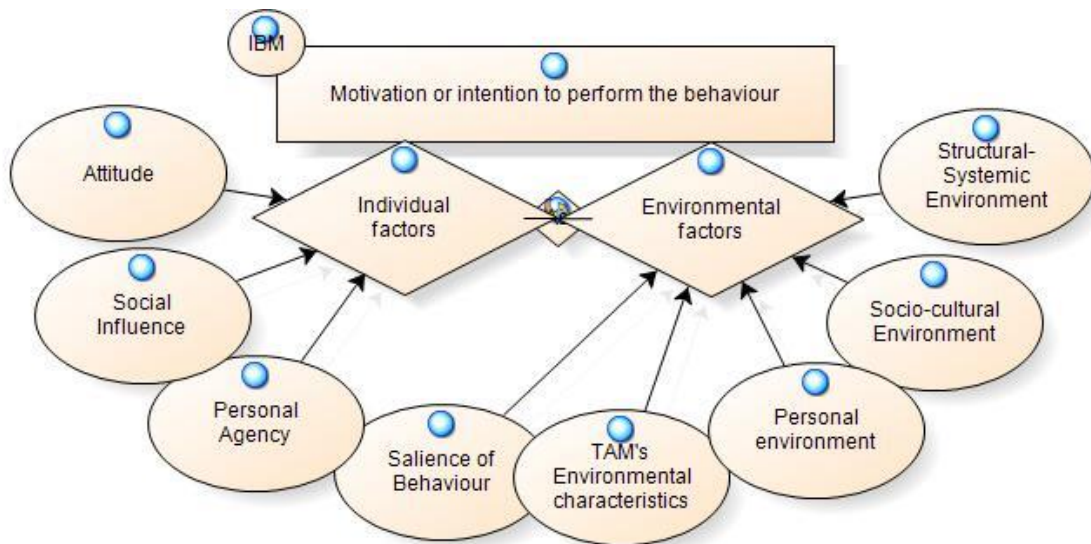 IBM
Motivation or intention to perform the behaviour
Attitude
Individual
factors
Environmental
factors
Structural-
Systemic
Environment
Social
Influence
Socio-cultural
Environment
Personal
Agency
Salience of
Behaviour
TAM's
Environmental
characteristics
Personal
environment